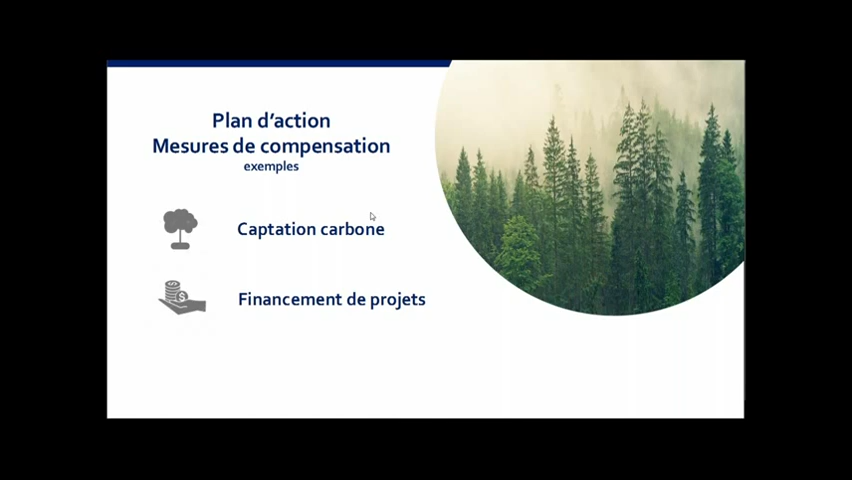 Plan d’action
Mesures de compensation
exemples
Captation carbone
Financement de projets